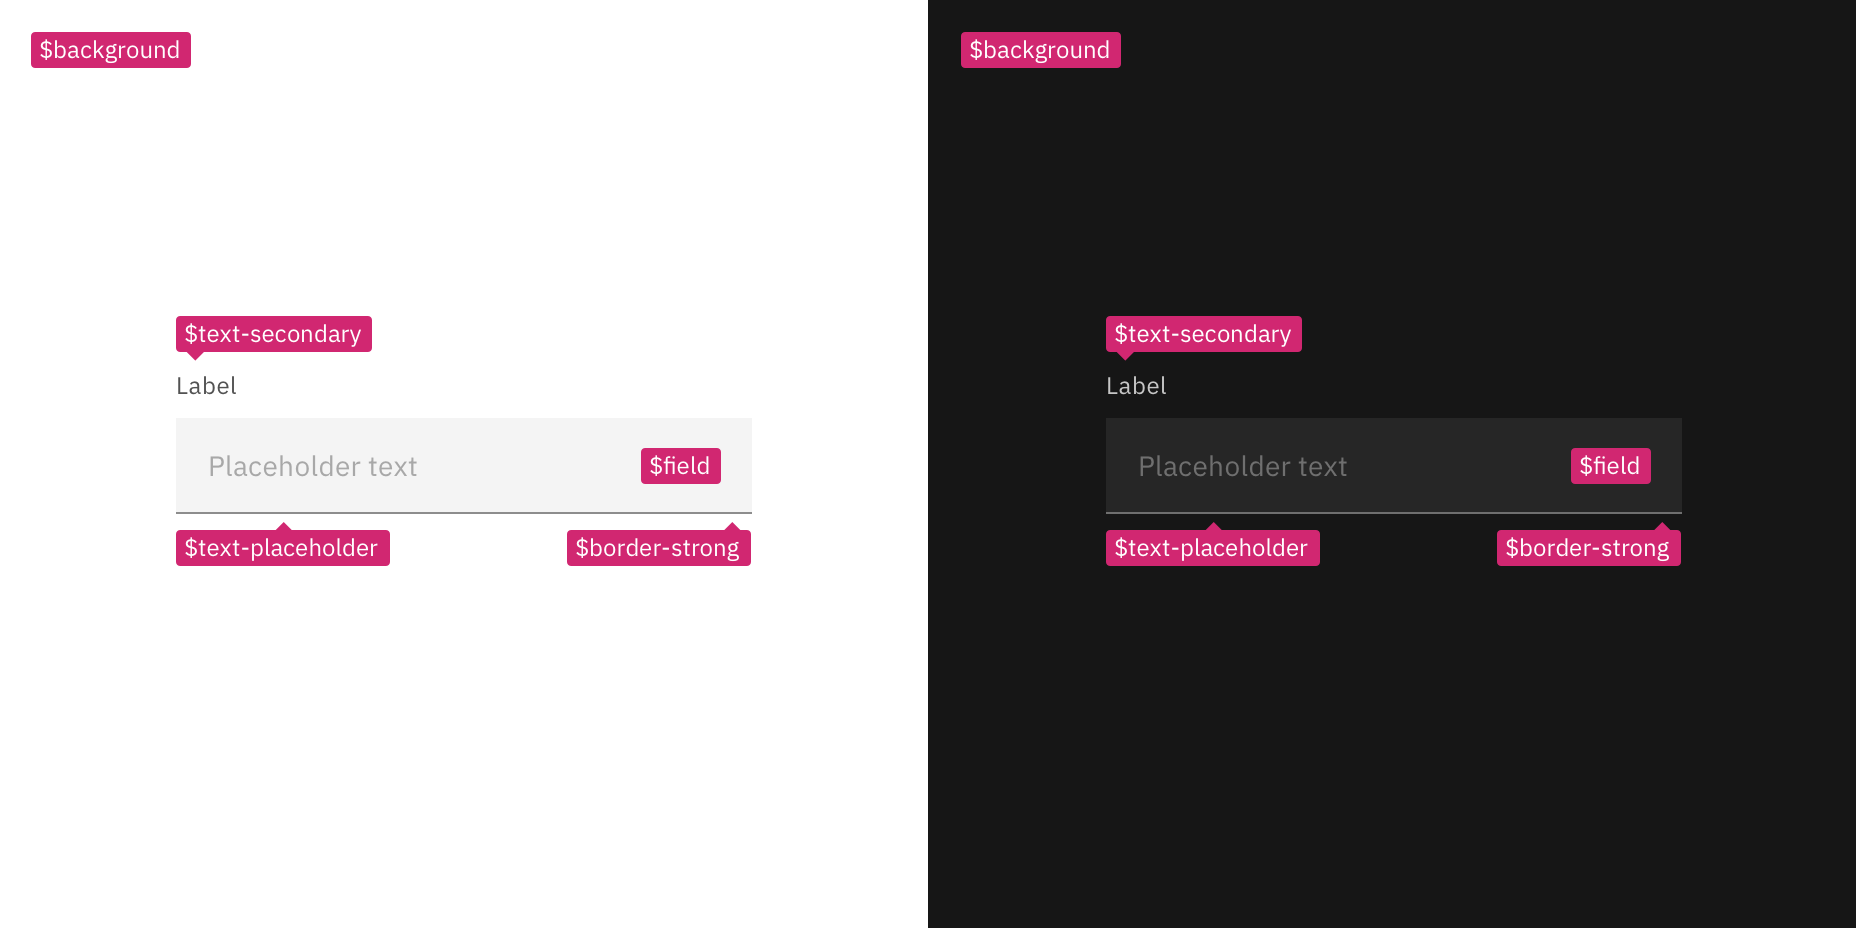 $background
$text-secondary
Label
Placeholder text
$field
$text-placeholder
$border-strong
$background
$text-secondary
Label
Placeholder text
$field
$text-placeholder
$border-strong